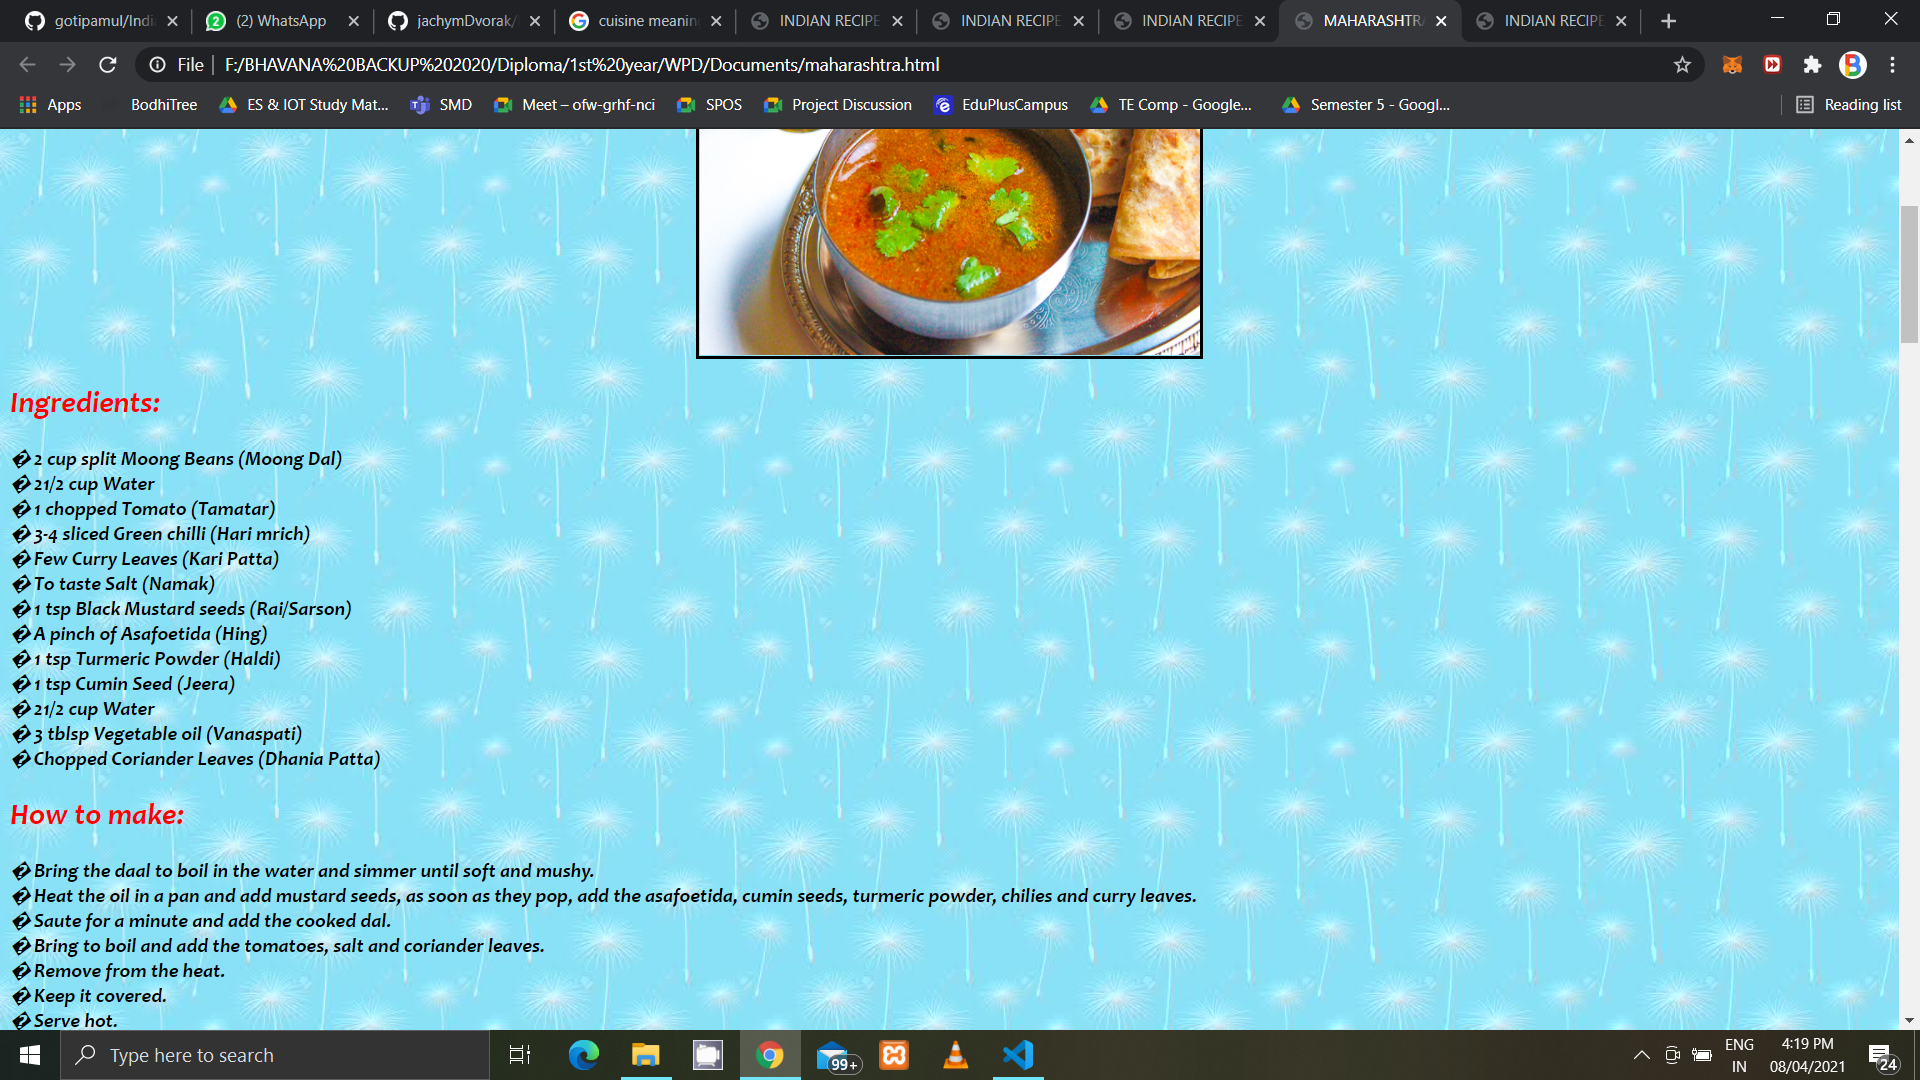 gotipamul/Indi
(2) WhatsApp
jachymDvorak/
cuisine meanin
INDIAN RECIPE
INDIAN RECIPE
INDIAN RECIPE
MAHARASHTRA
INDIAN RECIPE
File
F:/BHAVANA%20BACKUP%202020/Diploma/1st%20year/WPD/Documents/maharashtra.html
Apps
BodhiTree
ES & IOT Study Mat...
SMD
Meet – ofw-grhf-nci
SPOS
Project Discussion
EduPlusCampus
TE Comp - Google...
Semester 5 - Googl...
Reading list
Ingredients:
� 2 cup split Moong Beans (Moong Dal)
� 21/2 cup Water
� 1 chopped Tomato (Tamatar)
� 3-4 sliced Green chilli (Hari mrich)
� Few Curry Leaves (Kari Patta)
� To taste Salt (Namak)
� 1 tsp Black Mustard seeds (Rai/Sarson)
� A pinch of Asafoetida (Hing)
� 1 tsp Turmeric Powder (Haldi)
� 1 tsp Cumin Seed (Jeera)
� 21/2 cup Water
� 3 tblsp Vegetable oil (Vanaspati)
� Chopped Coriander Leaves (Dhania Patta)
How to make:
� Bring the daal to boil in the water and simmer until soft and mushy.
� Heat the oil in a pan and add mustard seeds, as soon as they pop, add the asafoetida, cumin seeds, turmeric powder, chilies and curry leaves.
� Saute for a minute and add the cooked dal.
� Bring to boil and add the tomatoes, salt and coriander leaves.
� Remove from the heat.
� Keep it covered.
� Serve hot.
Type here to search
99+
ENG
IN
4:19 PM
08/04/2021
24